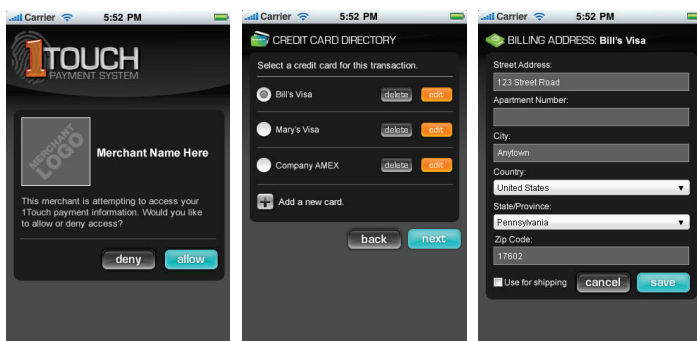 Carrier 5:52 PM
1TOUCH
PAYMENT SYSTEM
MERCHANT
LOGO
Merchant Name Here
This merchant is attempting to access your
1Touch payment information. Would you like
to allow or deny access?
deny allow
Carrier 5:52 PM
CREDIT CARD DIRECTORY
Select a credit card for this transaction.
Bill's Visa delete edit
Mary's Visa delete edit
Company AMEX delete edit
Add a new card.
back next
Carrier 5:52 PM
BILLING ADDRESS: Bill's Visa
Street Address:
123 Street Road
Apartment Number:
City:
Anytown
Country:
United States
State/Province:
Pennsylvania
Zip Code:
17602
Use for shipping cancel save